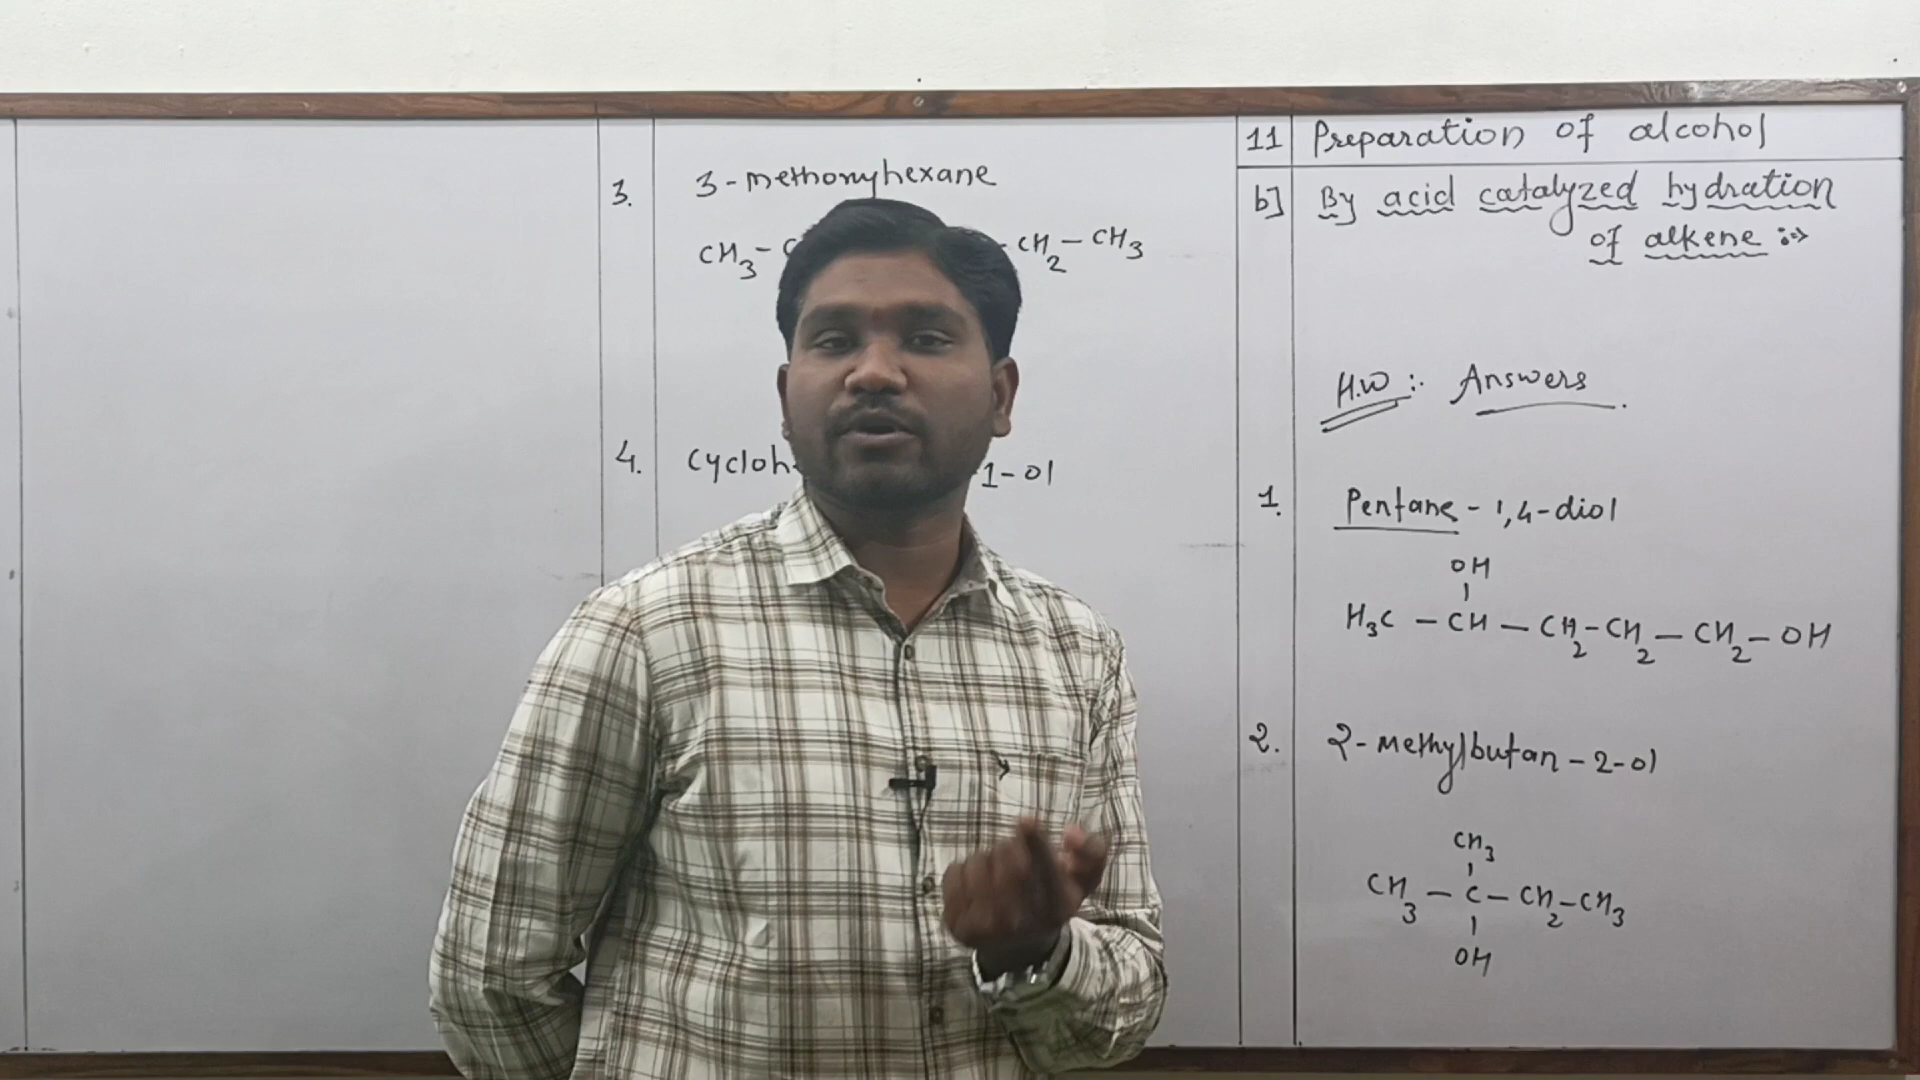 3. 3-methoxyhexane
CH3 – C – CH2 – CH3
4. Cycloh 1-ol
11 Preparation of alcohol
b] By acid catalyzed hydration
of alkene :->
H.W :- Answers
1. Pentane - 1,4-diol
OH
H3C – CH – CH2 – CH2 – CH2 – OH
2. 2-methylbutan-2-ol
CH3
CH3 – C – CH2 – CH3
OH